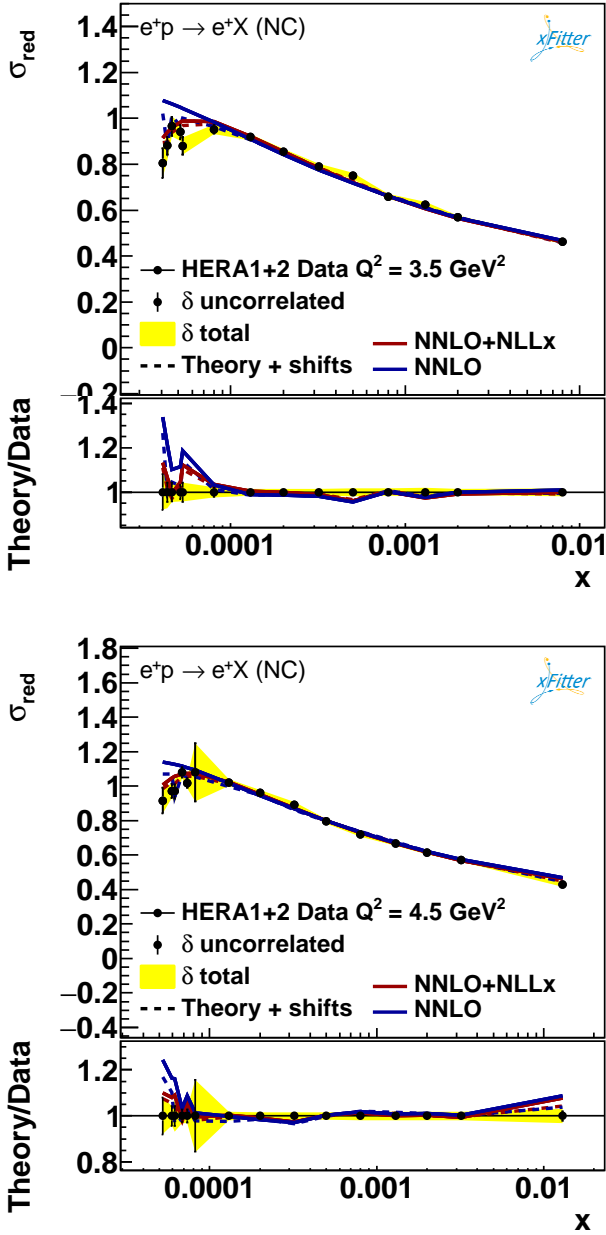 σred
1.4
e⁺p → e⁺X (NC)
xFitter
1.2
1
0.8
0.6
0.4
HERA1+2 Data Q² = 3.5 GeV²
0.2
δ uncorrelated
0
δ total
NNLO+NLLx
Theory + shifts
NNLO
−0.2
Theory/Data
1.4
1.2
1
0.0001 0.001 0.01
x
σred
1.8
e⁺p → e⁺X (NC)
xFitter
1.6
1.4
1.2
1
0.8
0.6
0.4
HERA1+2 Data Q² = 4.5 GeV²
0.2
δ uncorrelated
0
δ total
NNLO+NLLx
−0.2
Theory + shifts
NNLO
−0.4
Theory/Data
1.2
1
0.8
0.0001 0.001 0.01
x